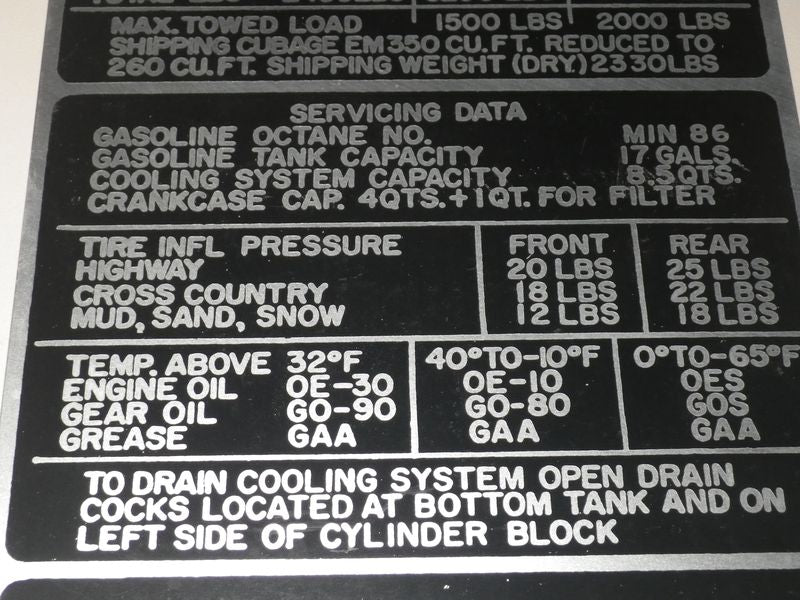 MAX. TOWED LOAD 1500 LBS 2000 LBS
SHIPPING CUBAGE EM 350 CU. FT. REDUCED TO
260 CU. FT. SHIPPING WEIGHT (DRY) 2330 LBS
SERVICING DATA
GASOLINE OCTANE NO. MIN 86
GASOLINE TANK CAPACITY 17 GALS.
COOLING SYSTEM CAPACITY 8.5 QTS.
CRANKCASE CAP. 4QTS.+1QT. FOR FILTER
TIRE INFL PRESSURE FRONT REAR
HIGHWAY 20 LBS 25 LBS
CROSS COUNTRY 18 LBS 22 LBS
MUD, SAND, SNOW 12 LBS 18 LBS
TEMP. ABOVE 32°F 40°TO-10°F 0°TO-65°F
ENGINE OIL OE-30 OE-10 OES
GEAR OIL GO-90 GO-80 GOS
GREASE GAA GAA GAA
TO DRAIN COOLING SYSTEM OPEN DRAIN
COCKS LOCATED AT BOTTOM TANK AND ON
LEFT SIDE OF CYLINDER BLOCK